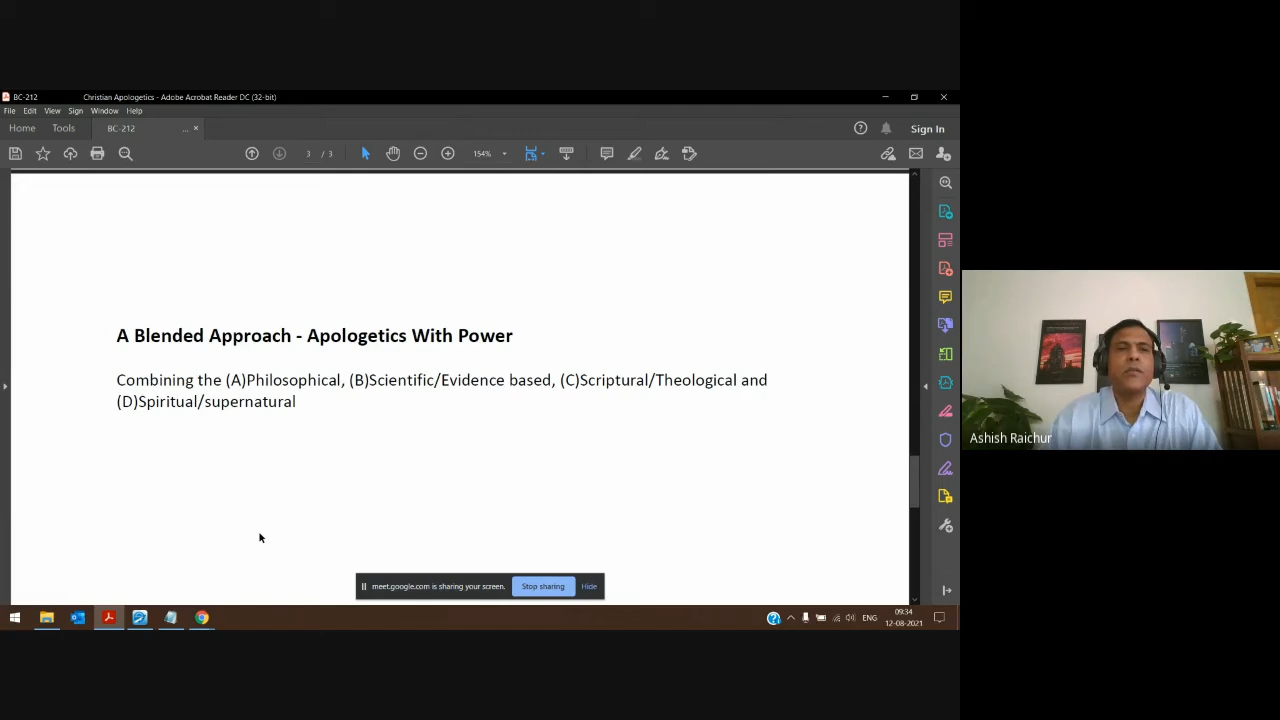 BC-212 Christian Apologetics - Adobe Acrobat Reader DC (32-bit)
File Edit View Sign Window Help
Home Tools BC-212 ... × Sign In
3 / 3 154%
A Blended Approach - Apologetics With Power
Combining the (A)Philosophical, (B)Scientific/Evidence based, (C)Scriptural/Theological and
(D)Spiritual/supernatural
Ashish Raichur
meet.google.com is sharing your screen. Stop sharing Hide
ENG 09:34
12-08-2021